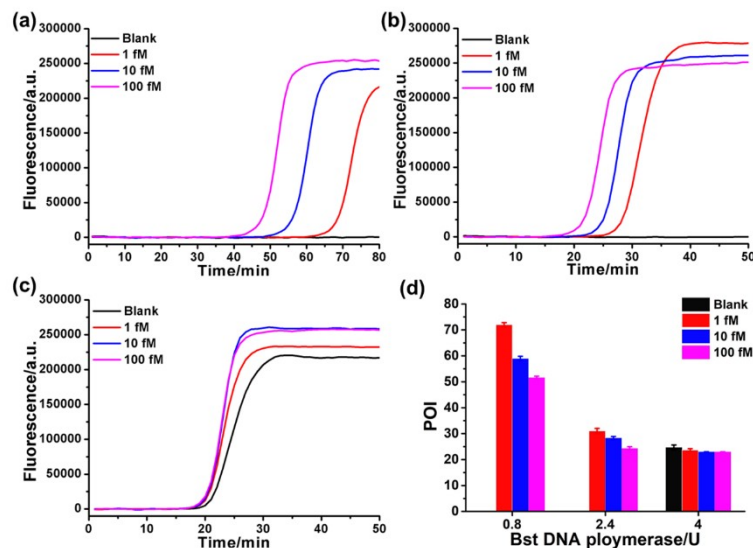 (a)
Blank
1 fM
10 fM
100 fM
300000
250000
200000
150000
100000
50000
0
Fluorescence/a.u.
0 10 20 30 40 50 60 70 80
Time/min
(b)
Blank
1 fM
10 fM
100 fM
300000
250000
200000
150000
100000
50000
0
Fluorescence/a.u.
0 10 20 30 40 50
Time/min
(c)
Blank
1 fM
10 fM
100 fM
300000
250000
200000
150000
100000
50000
0
Fluorescence/a.u.
0 10 20 30 40 50
Time/min
(d)
Blank
1 fM
10 fM
100 fM
80
70
60
50
40
30
20
10
0
POI
0.8 2.4 4
Bst DNA ploymerase/U